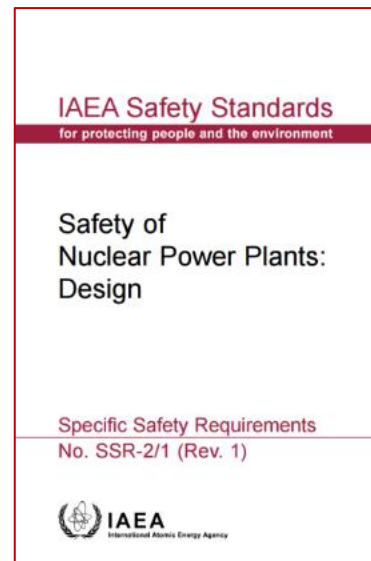 IAEA Safety Standards
for protecting people and the environment
Safety of
Nuclear Power Plants:
Design
Specific Safety Requirements
No. SSR-2/1 (Rev. 1)
IAEA
International Atomic Energy Agency